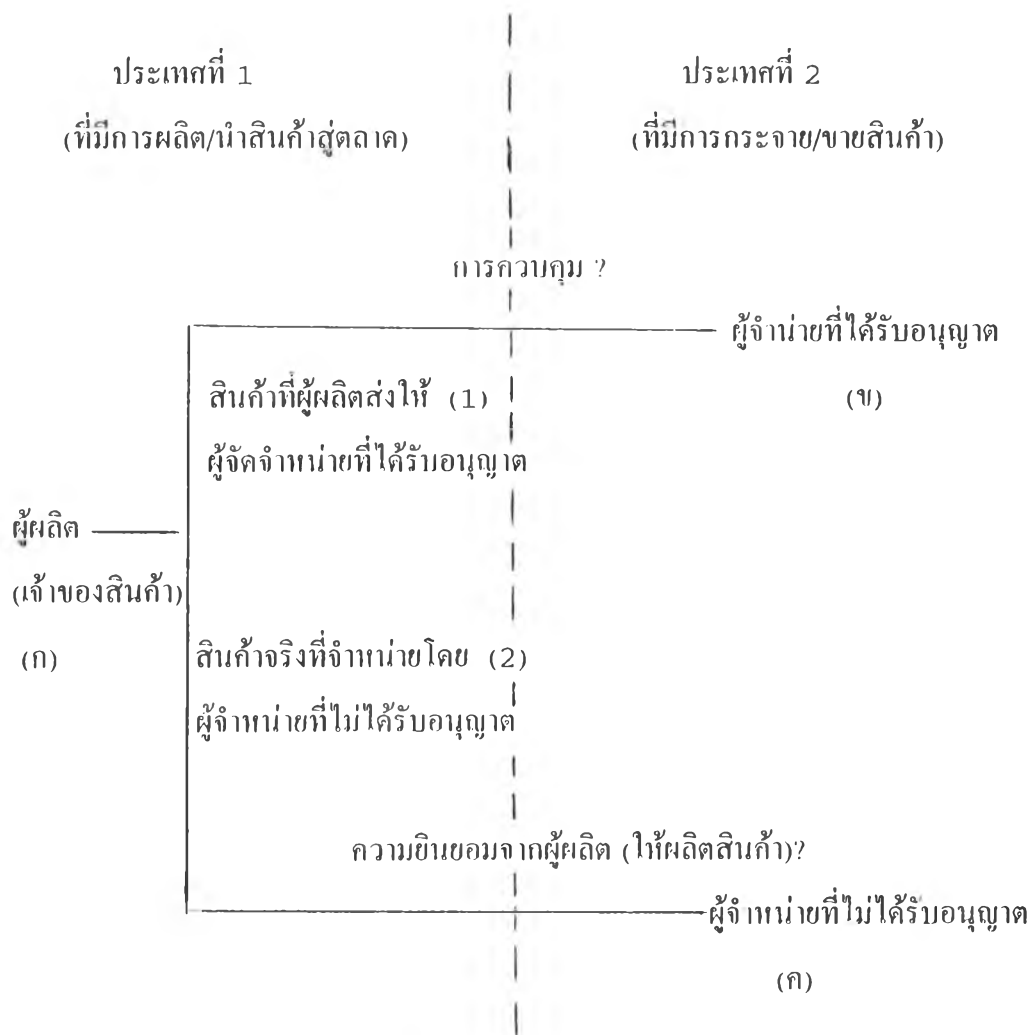 ประเทศที่ 1
ประเทศที่ 2
(ที่มีการผลิต/นำสินค้าสู่ตลาด)
(ที่มีการกระจาย/ขายสินค้า)
การควบคุม ?
ผู้จำน่ายที่ได้รับอนุญาต
สินค้าที่ผู้ผลิตส่งให้ (1)
(ข)
ผู้จัดจำหน่ายที่ได้รับอนุญาต
ผู้ผลิต
(เจ้าของสินค้า)
(ก)
สินค้าจริงที่จำหน่ายโดย (2)
ผู้จำหน่ายที่ไม่ได้รับอนุญาต
ความยินยอมจากผู้ผลิต (ให้ผลิตสินค้า)?
ผู้จำหน่ายที่ไม่ได้รับอนุญาต
(ค)